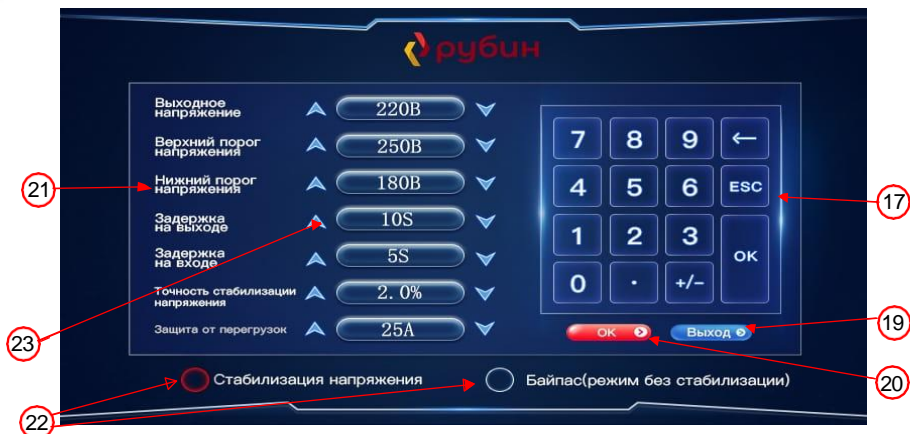 рубин
Выходное
напряжение
220В
Верхний порог
напряжения
250В
Нижний порог
напряжения
180В
Задержка
на выходе
10S
Задержка
на входе
5S
Точность стабилизации
напряжения
2. 0%
Защита от перегрузок
25А
7 8 9 ←
4 5 6 ESC
1 2 3
OK
0 · +/−
ОК
Выход
Стабилизация напряжения
Байпас(режим без стабилизации)
21
23
22
17
19
20